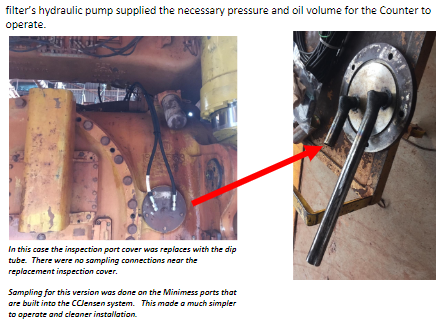 filter's hydraulic pump supplied the necessary pressure and oil volume for the Counter to
operate.
In this case the inspection port cover was replaces with the dip
tube. There were no sampling connections near the
replacement inspection cover.
Sampling for this version was done on the Minimess ports that
are built into the CCJensen system. This made a much simpler
to operate and cleaner installation.